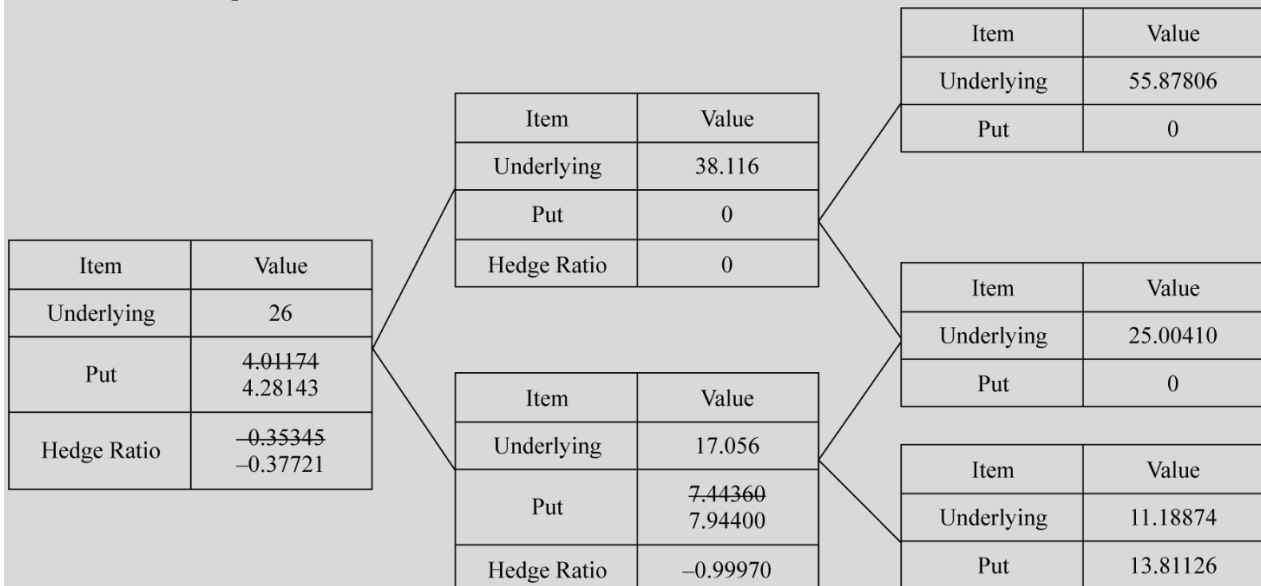 Item Value
Underlying 26
Put 4.01174
4.28143
Hedge Ratio –0.35345
–0.37721
Item Value
Underlying 38.116
Put 0
Hedge Ratio 0
Item Value
Underlying 17.056
Put 7.44360
7.94400
Hedge Ratio –0.99970
Item Value
Underlying 55.87806
Put 0
Item Value
Underlying 25.00410
Put 0
Item Value
Underlying 11.18874
Put 13.81126